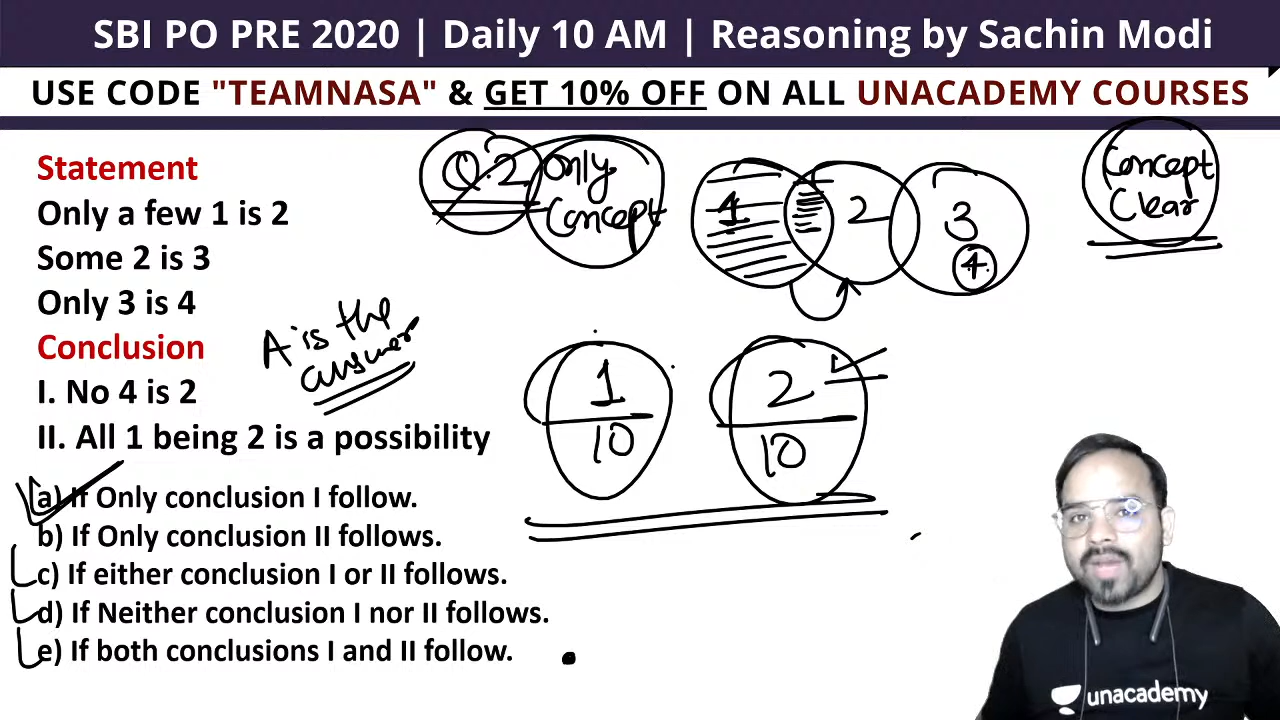 SBI PO PRE 2020 | Daily 10 AM | Reasoning by Sachin Modi
USE CODE "TEAMNASA" & GET 10% OFF ON ALL UNACADEMY COURSES
Statement
Only a few 1 is 2
Some 2 is 3
Only 3 is 4
Conclusion
I. No 4 is 2
II. All 1 being 2 is a possibility
a) If Only conclusion I follow.
b) If Only conclusion II follows.
c) If either conclusion I or II follows.
d) If Neither conclusion I nor II follows.
e) If both conclusions I and II follow.
A is the
answer
Q.2
Only
Concept
1
2
3
4
Concept
Clear
1
10
2
10
unacademy